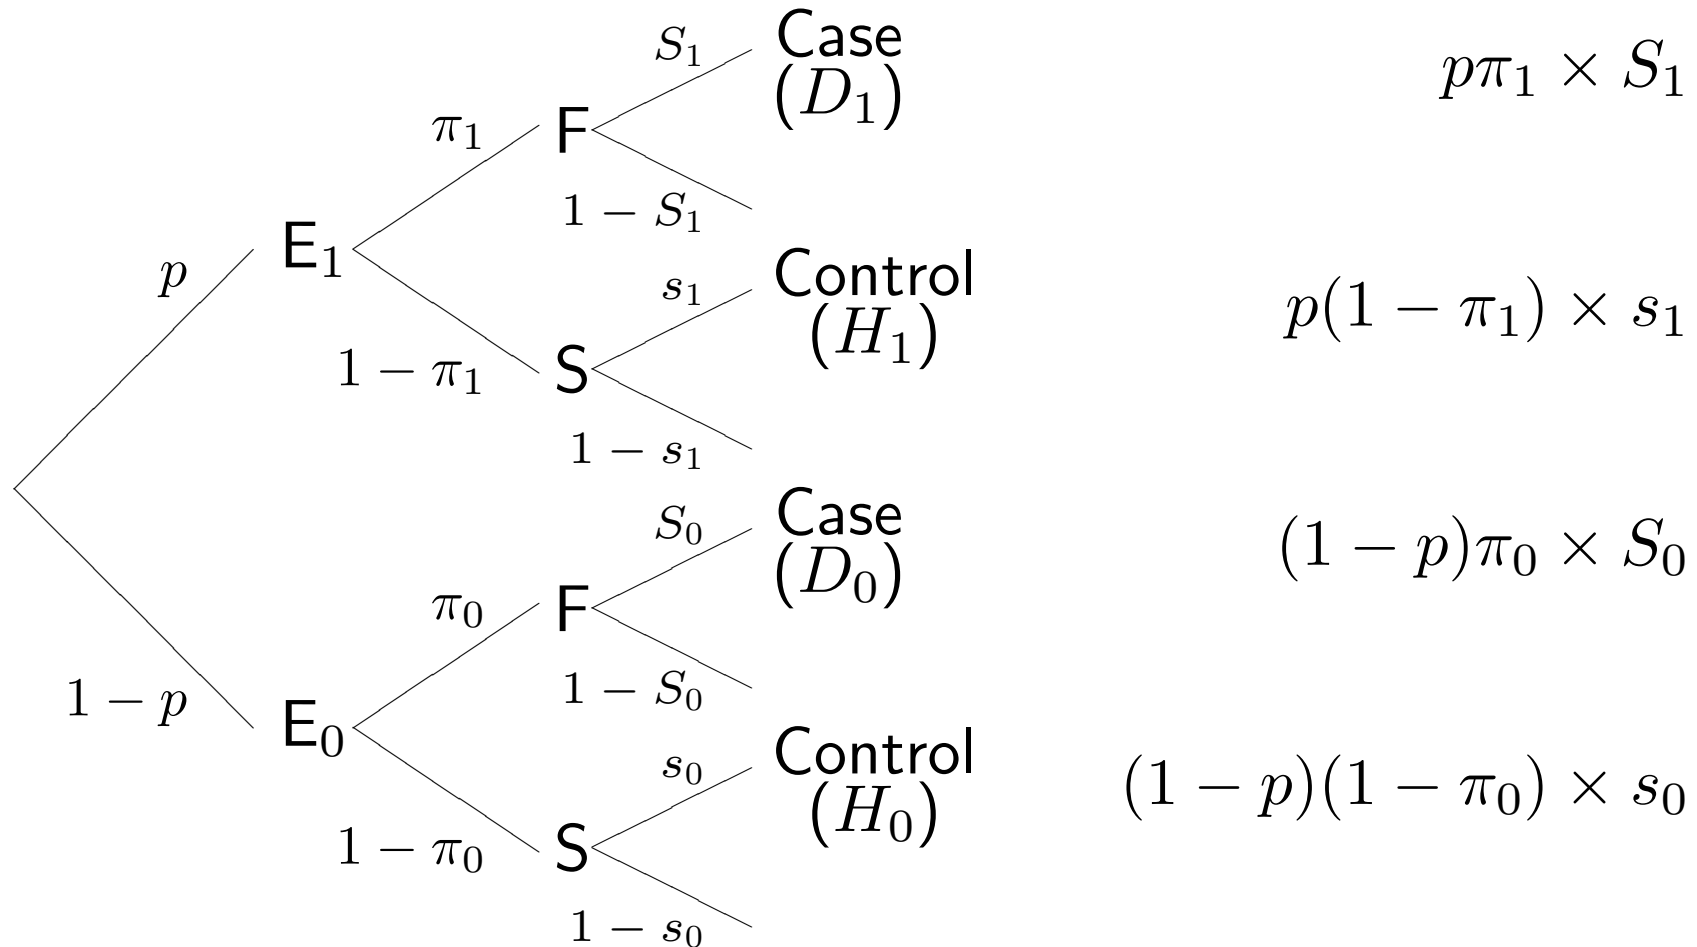 S₁ Case
(D₁) pπ₁ × S₁
π₁ F
1 − S₁
E₁
p
s₁ Control
(H₁) p(1 − π₁) × s₁
1 − π₁ S
1 − s₁
S₀ Case
(D₀) (1 − p)π₀ × S₀
π₀ F
1 − S₀
1 − p
E₀
s₀ Control
(H₀) (1 − p)(1 − π₀) × s₀
1 − π₀ S
1 − s₀